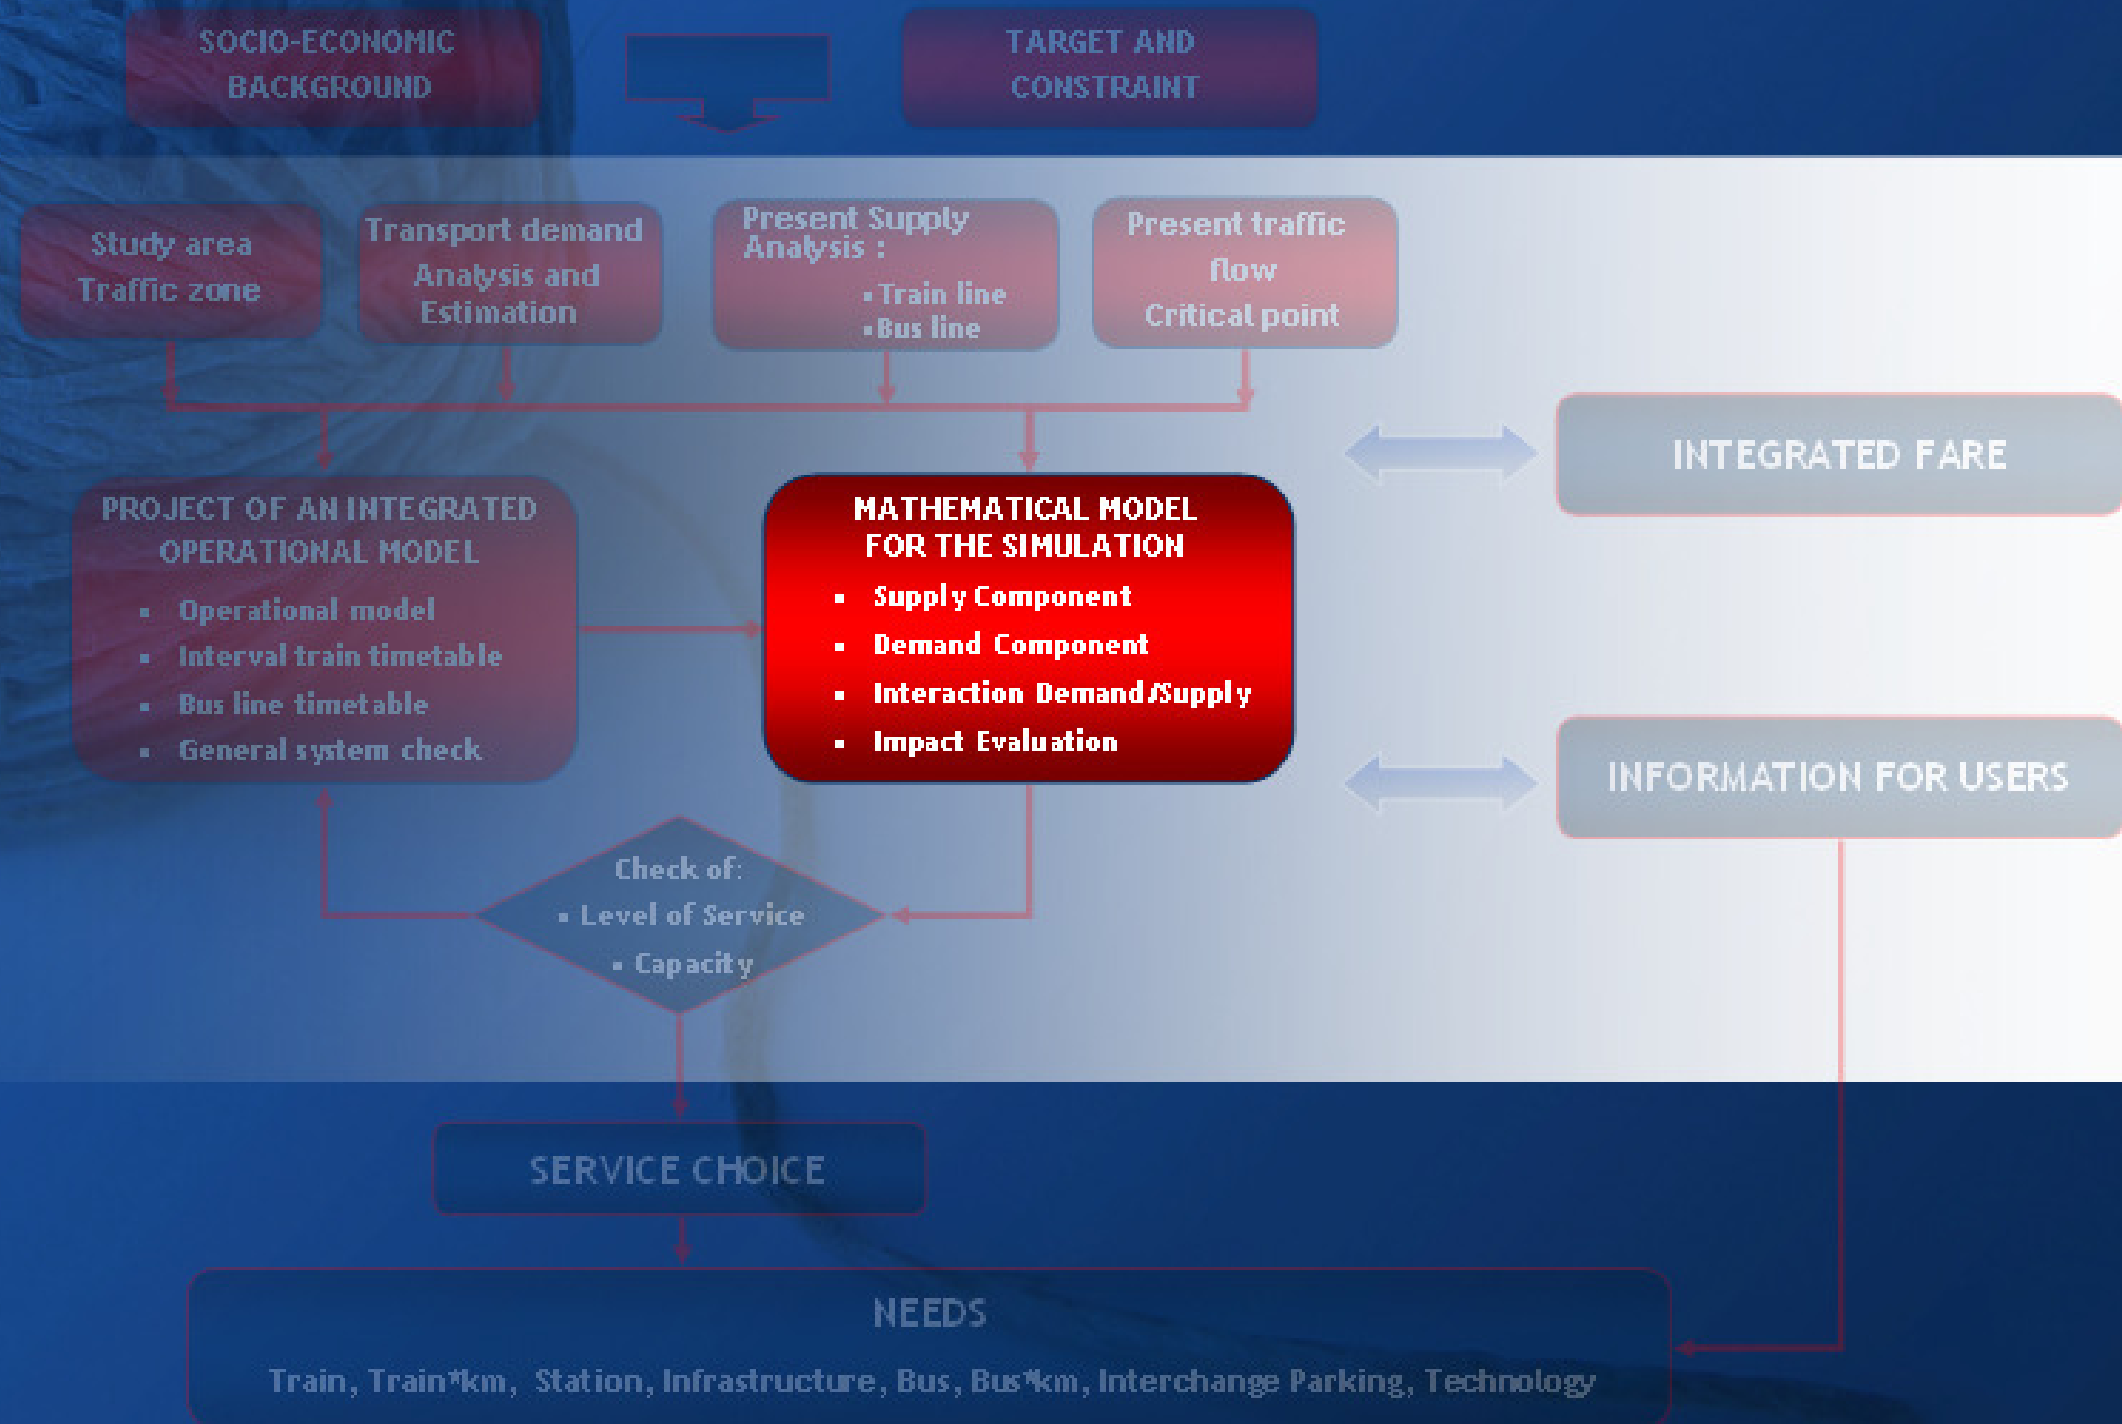 SOCIO-ECONOMIC
BACKGROUND
TARGET AND
CONSTRAINT
Study area
Traffic zone
Transport demand
Analysis and
Estimation
Present Supply
Analysis :
▪Train line
▪Bus line
Present traffic
flow
Critical point
INTEGRATED FARE
PROJECT OF AN INTEGRATED
OPERATIONAL MODEL
▪ Operational model
▪ Interval train timetable
▪ Bus line timetable
▪ General system check
MATHEMATICAL MODEL
FOR THE SIMULATION
▪ Supply Component
▪ Demand Component
▪ Interaction Demand/Supply
▪ Impact Evaluation
INFORMATION FOR USERS
Check of:
▪ Level of Service
▪ Capacity
SERVICE CHOICE
NEEDS
Train, Train*km, Station, Infrastructure, Bus, Bus*km, Interchange Parking, Technology